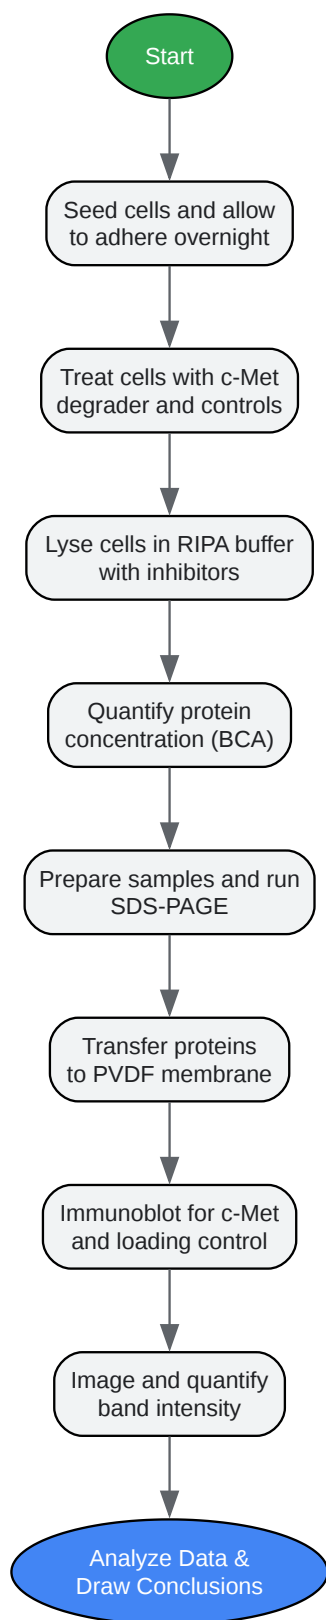 Start
Seed cells and allow
to adhere overnight
Treat cells with c-Met
degrader and controls
Lyse cells in RIPA buffer
with inhibitors
Quantify protein
concentration (BCA)
Prepare samples and run
SDS-PAGE
Transfer proteins
to PVDF membrane
Immunoblot for c-Met
and loading control
Image and quantify
band intensity
Analyze Data &
Draw Conclusions